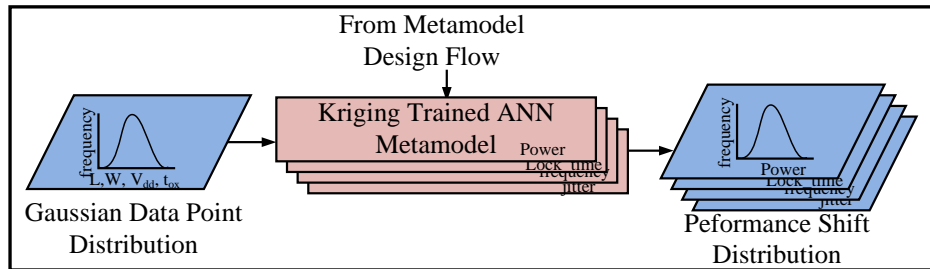 From Metamodel
Design Flow
frequency
L,W, Vdd, tox
Gaussian Data Point
Distribution
Kriging Trained ANN
Metamodel
Power
Lock time
frequency
jitter
frequency
Power
Lock time
frequency
jitter
Peformance Shift
Distribution